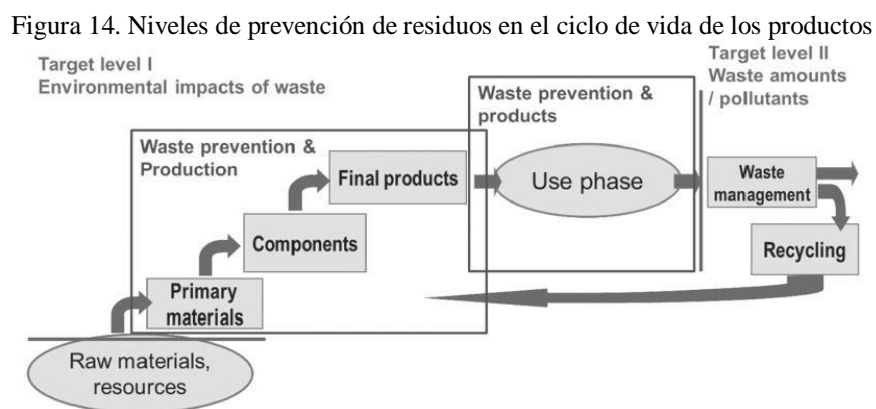 Figura 14. Niveles de prevención de residuos en el ciclo de vida de los productos
Target level I
Environmental impacts of waste
Target level II
Waste amounts
/ pollutants
Waste prevention &
products
Waste prevention &
Production
Final products
Use phase
Waste
management
Components
Recycling
Primary
materials
Raw materials,
resources